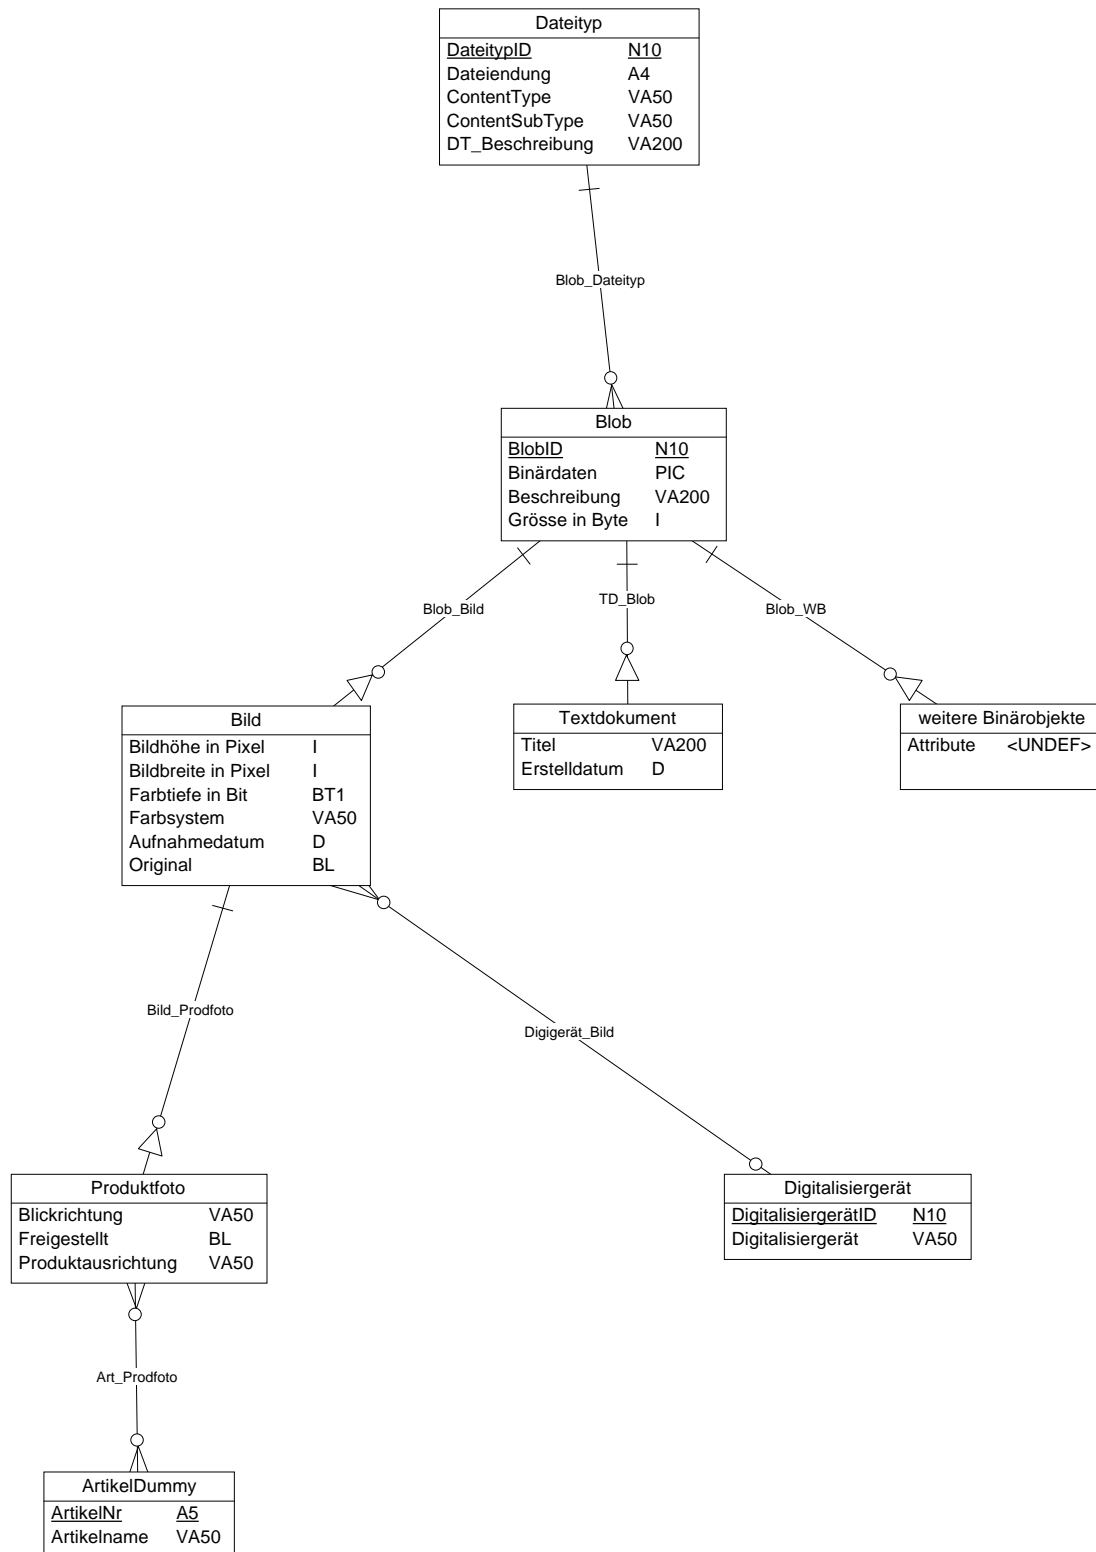 Dateityp
DateitypID N10
Dateiendung A4
ContentType VA50
ContentSubType VA50
DT_Beschreibung VA200
Blob_Dateityp
Blob
BlobID N10
Binärdaten PIC
Beschreibung VA200
Grösse in Byte I
Blob_Bild
TD_Blob
Blob_WB
Bild
Bildhöhe in Pixel I
Bildbreite in Pixel I
Farbtiefe in Bit BT1
Farbsystem VA50
Aufnahmedatum D
Original BL
Textdokument
Titel VA200
Erstelldatum D
weitere Binärobjekte
Attribute <UNDEF>
Bild_Prodfoto
Digigerät_Bild
Produktfoto
Blickrichtung VA50
Freigestellt BL
Produktausrichtung VA50
Digitalisiergerät
DigitalisiergerätID N10
Digitalisiergerät VA50
Art_Prodfoto
ArtikelDummy
ArtikelNr A5
Artikelname VA50